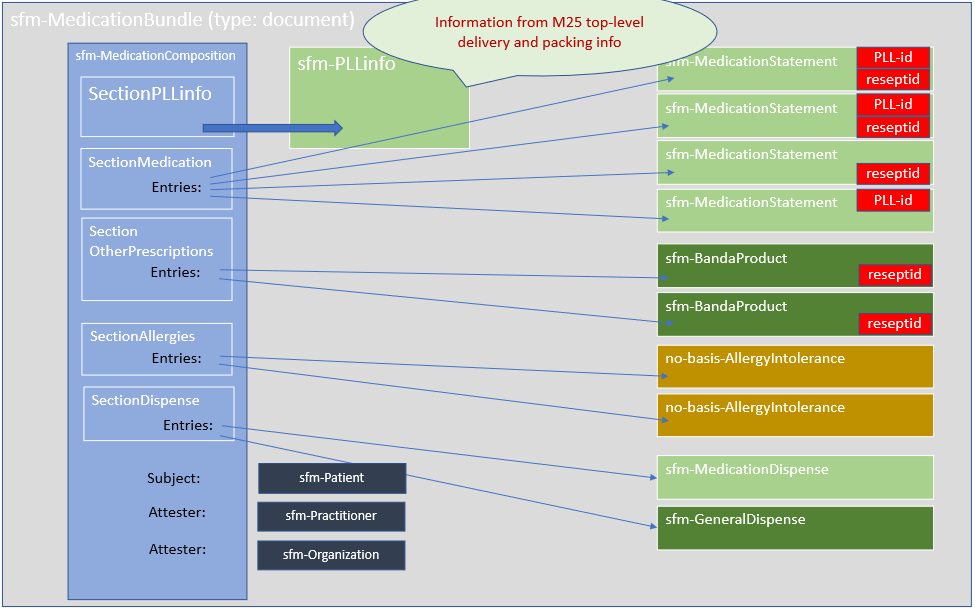 sfm-MedicationBundle (type: document)
Information from M25 top-level
delivery and packing info
sfm-MedicationComposition
SectionPLLinfo
sfm-PLLinfo
SectionMedication
Entries:
Section
OtherPrescriptions
Entries:
SectionAllergies
Entries:
SectionDispense
Entries:
Subject:
sfm-Patient
Attester:
sfm-Practitioner
Attester:
sfm-Organization
sfm-MedicationStatement
PLL-id
reseptid
sfm-MedicationStatement
PLL-id
reseptid
sfm-MedicationStatement
reseptid
sfm-MedicationStatement
PLL-id
sfm-BandaProduct
reseptid
sfm-BandaProduct
reseptid
no-basis-AllergyIntolerance
no-basis-AllergyIntolerance
sfm-MedicationDispense
sfm-GeneralDispense